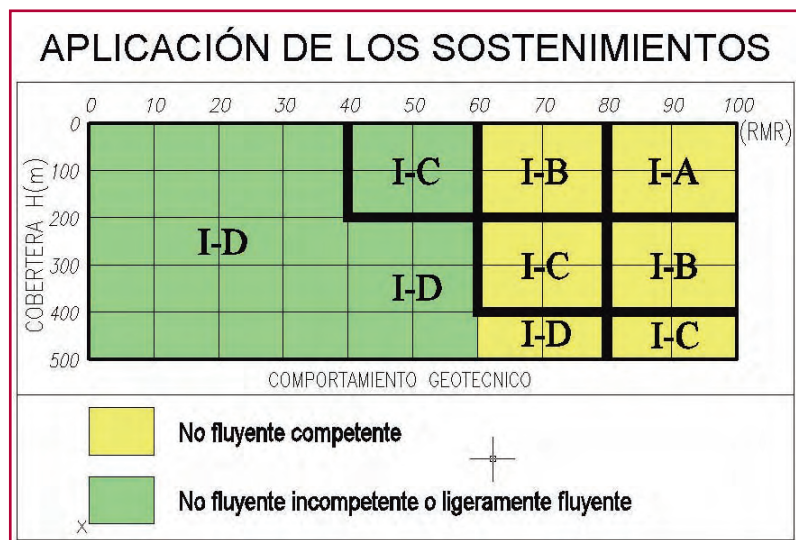 APLICACIÓN DE LOS SOSTENIMIENTOS
0 10 20 30 40 50 60 70 80 90 100
(RMR)
0
100
200
300
400
500
COBERTERA H(m)
I-C I-B I-A
I-D
I-D I-C I-B
I-D I-C
COMPORTAMIENTO GEOTECNICO
No fluyente competente
No fluyente incompetente o ligeramente fluyente
X